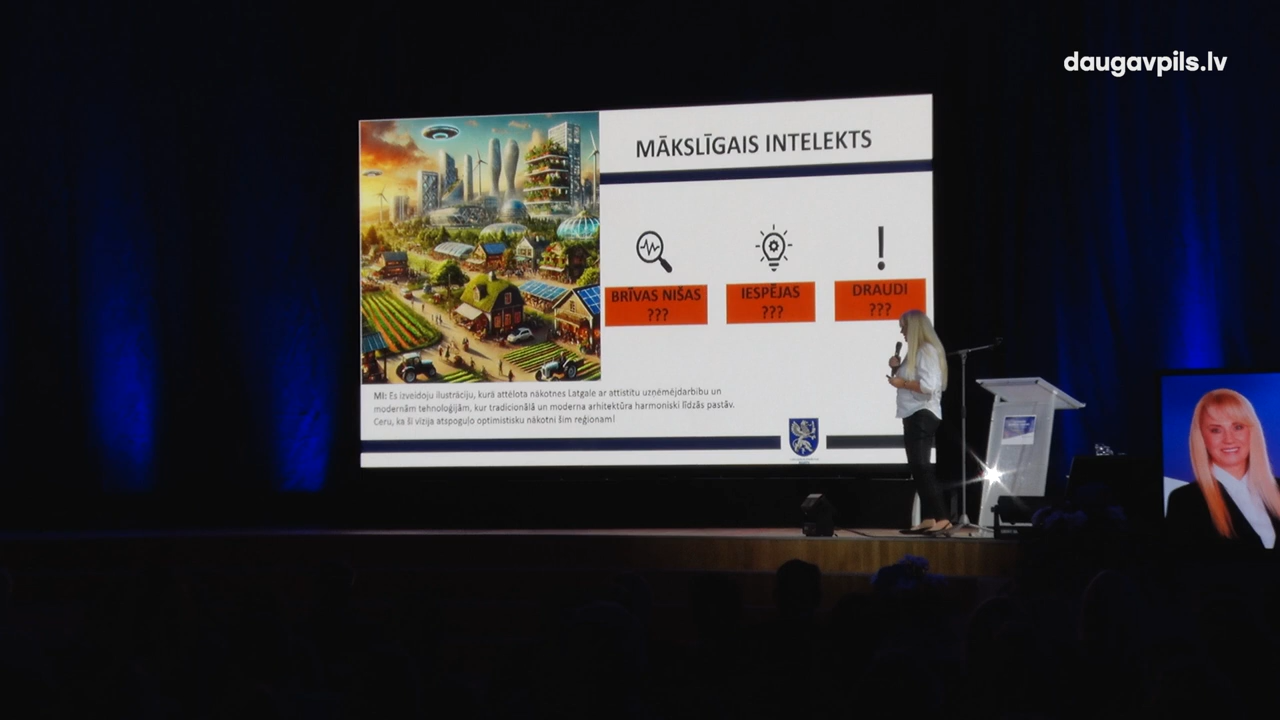 daugavpils.lv
MĀKSLĪGAIS INTELEKTS
BRĪVAS NIŠAS
???
IESPĒJAS
???
DRAUDI
???
MI: Es izveidoju ilustrāciju, kurā attēlota nākotnes Latgale ar attīstītu uzņēmējdarbību un
modernām tehnoloģijām, kur tradicionālā un moderna arhitektūra harmoniski līdzās pastāv.
Ceru, ka šī vīzija atspoguļo optimistisku nākotni šim reģionam!